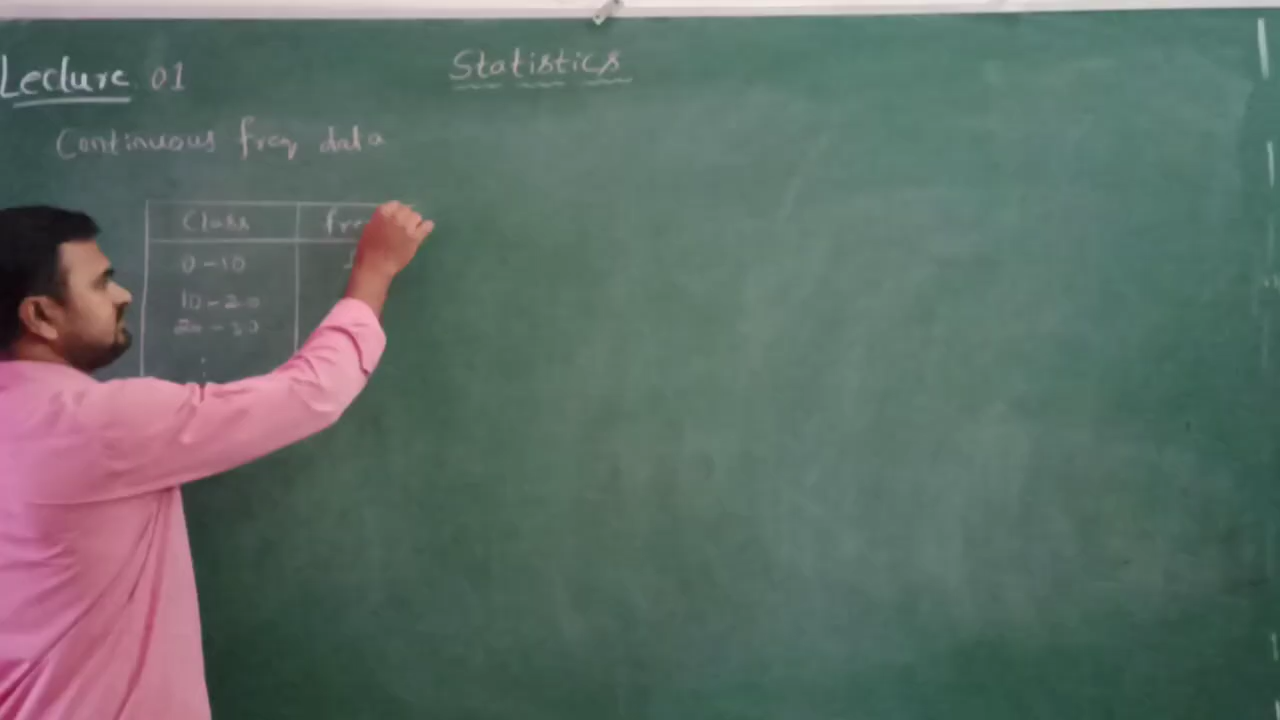 Lecture 01
Statistics
Continuous freq data
Class
0-10
10-20
20-30